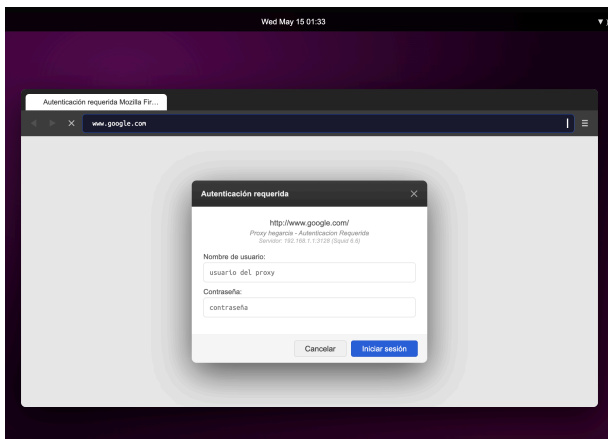 Wed May 15 01:33
Autenticación requerida Mozilla Fir...
www.google.com
Autenticación requerida
http://www.google.com/
Proxy hegarcia - Autenticacion Requerida
Servidor: 192.168.1.1:3128 (Squid 6.6)
Nombre de usuario:
usuario del proxy
Contraseña:
contraseña
Cancelar
Iniciar sesión